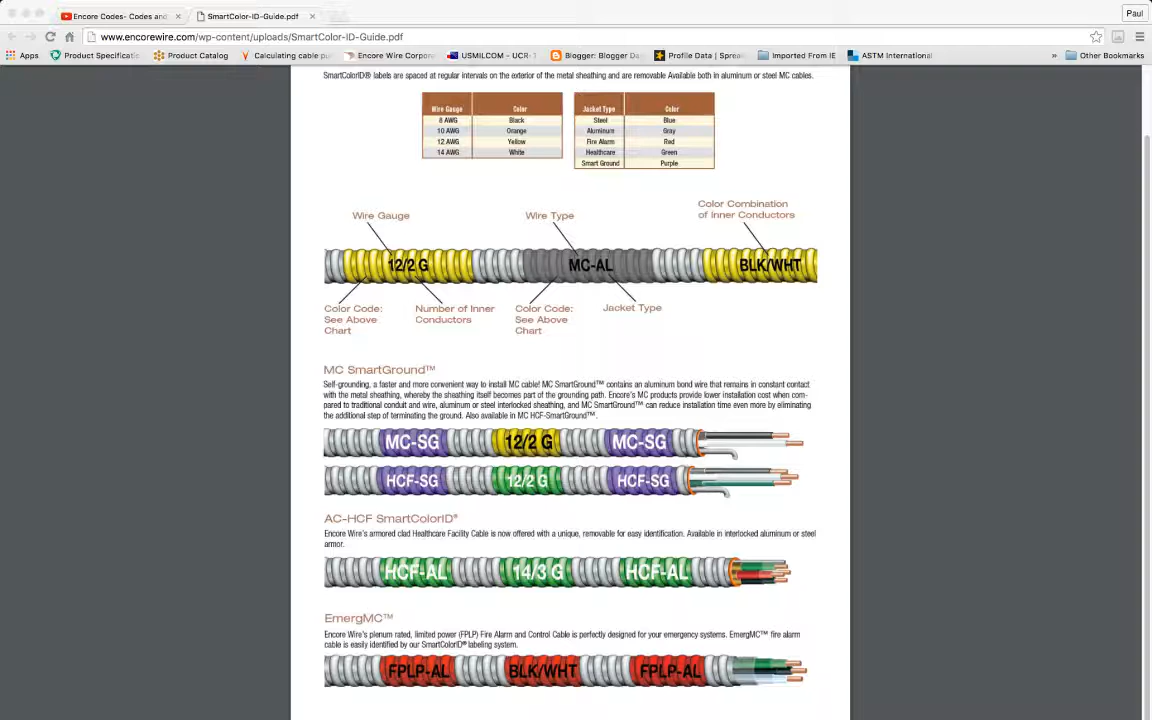 Encore Codes- Codes and
SmartColor-ID-Guide.pdf
Paul
www.encorewire.com/wp-content/uploads/SmartColor-ID-Guide.pdf
Apps
Product Specificatio
Product Catalog
Calculating cable pu
Encore Wire Corpora
USMILCOM - UCR-T
Blogger: Blogger Da
Profile Data | Sprea
Imported From IE
ASTM International
»
Other Bookmarks
SmartColorID® labels are spaced at regular intervals on the exterior of the metal sheathing and are removable Available both in aluminum or steel MC cables.
Wire Gauge Color
8 AWG Black
10 AWG Orange
12 AWG Yellow
14 AWG White
Jacket Type Color
Steel Blue
Aluminum Gray
Fire Alarm Red
Healthcare Green
Smart Ground Purple
Wire Gauge
Wire Type
Color Combination
of Inner Conductors
12/2 G
MC-AL
BLK/WHT
Color Code:
See Above
Chart
Number of Inner
Conductors
Color Code:
See Above
Chart
Jacket Type
MC SmartGround™
Self-grounding, a faster and more convenient way to install MC cable! MC SmartGround™ contains an aluminum bond wire that remains in constant contact
with the metal sheathing, whereby the sheathing itself becomes part of the grounding path. Encore's MC products provide lower installation cost when com-
pared to traditional conduit and wire, aluminum or steel interlocked sheathing, and MC SmartGround™ can reduce installation time even more by eliminating
the additional step of terminating the ground. Also available in MC HCF-SmartGround™.
MC-SG 12/2 G MC-SG
HCF-SG 12/2 G HCF-SG
AC-HCF SmartColorID®
Encore Wire's armored clad Healthcare Facility Cable is now offered with a unique, removable for easy identification. Available in interlocked aluminum or steel
armor.
HCF-AL 14/3 G HCF-AL
EmergMC™
Encore Wire's plenum rated, limited power (FPLP) Fire Alarm and Control Cable is perfectly designed for your emergency systems. EmergMC™ fire alarm
cable is easily identified by our SmartColorID® labeling system.
FPLP-AL BLK/WHT FPLP-AL